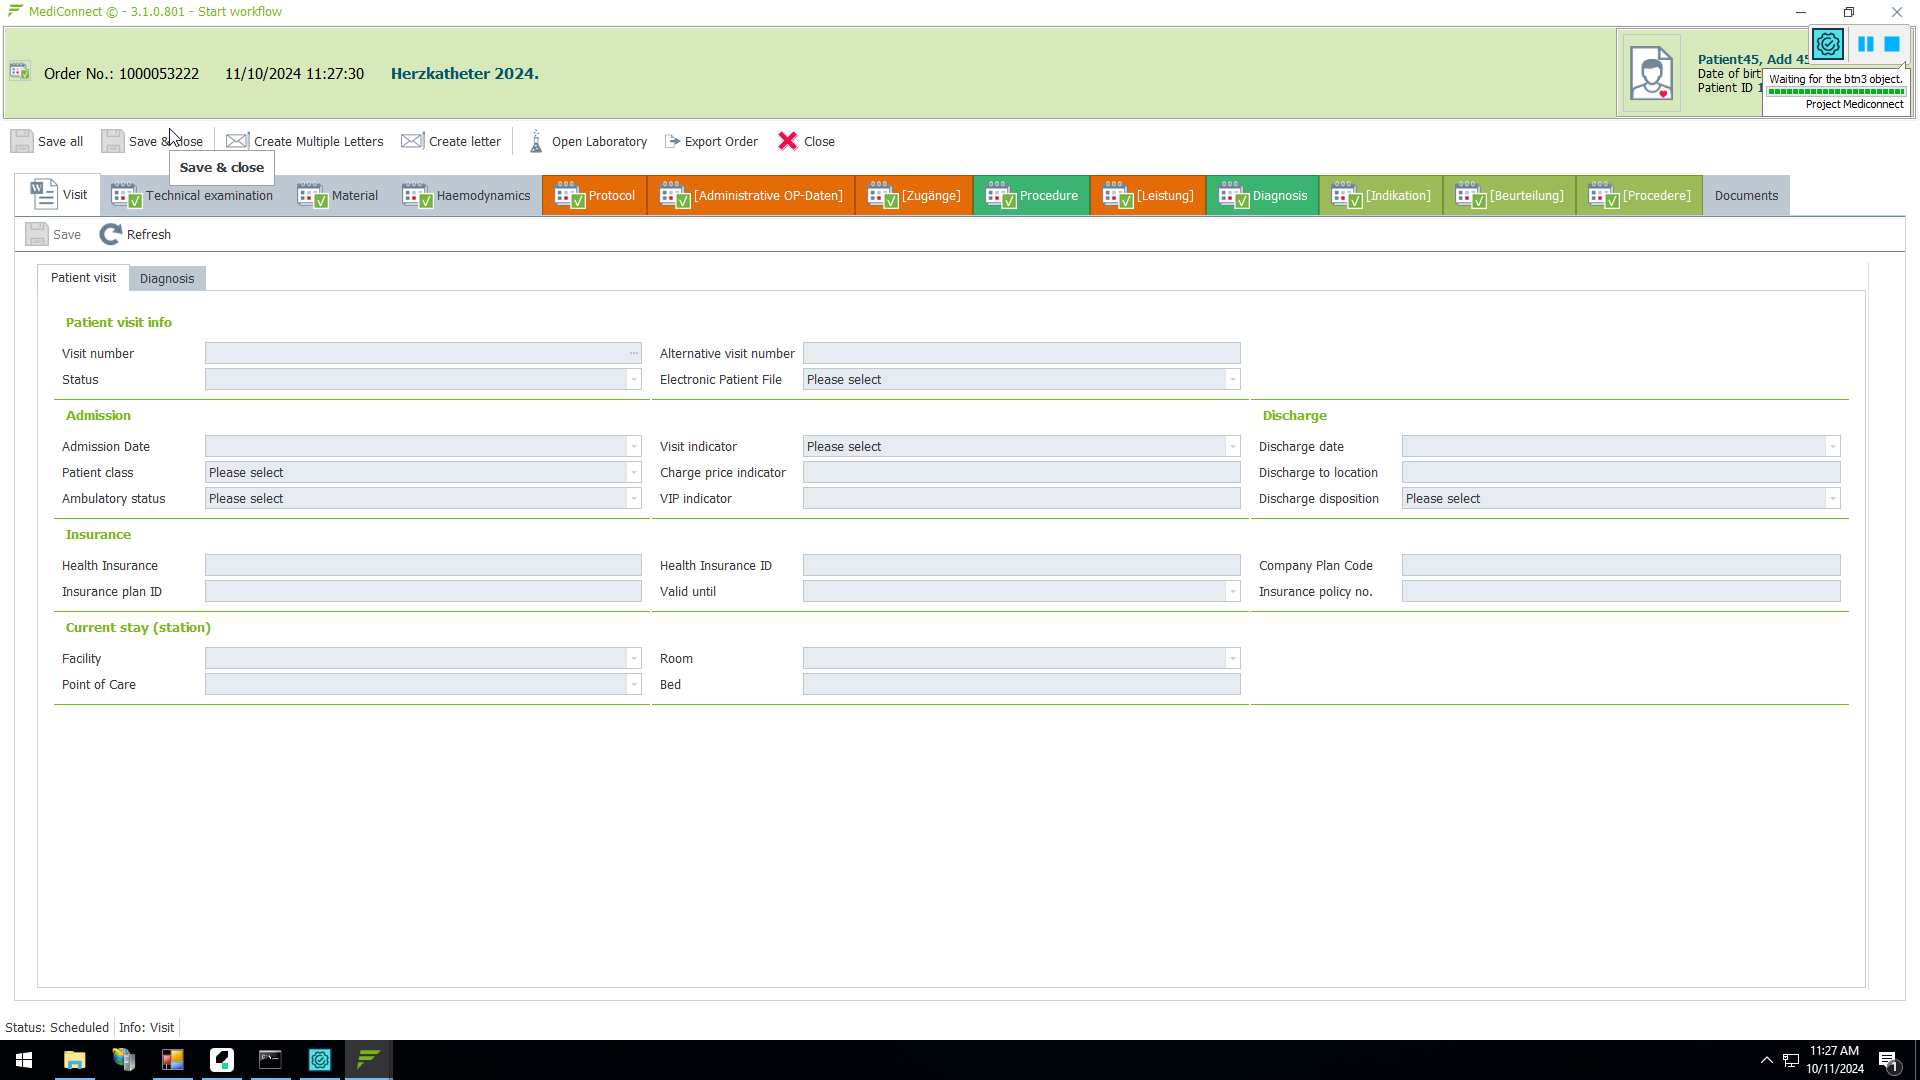 MediConnect © - 3.1.0.801 - Start workflow
Order No.: 1000053222 11/10/2024 11:27:30 Herzkatheter 2024.
Patient45, Add 45
Date of birt
Patient ID 1
Waiting for the btn3 object.
Project Mediconnect
Save all Save & close Create Multiple Letters Create letter Open Laboratory Export Order Close
Save & close
Visit Technical examination Material Haemodynamics Protocol [Administrative OP-Daten] [Zugänge] Procedure [Leistung] Diagnosis [Indikation] [Beurteilung] [Procedere] Documents
Save Refresh
Patient visit Diagnosis
Patient visit info
Visit number Alternative visit number
Status Electronic Patient File Please select
Admission Discharge
Admission Date Visit indicator Please select Discharge date
Patient class Please select Charge price indicator Discharge to location
Ambulatory status Please select VIP indicator Discharge disposition Please select
Insurance
Health Insurance Health Insurance ID Company Plan Code
Insurance plan ID Valid until Insurance policy no.
Current stay (station)
Facility Room
Point of Care Bed
Status: Scheduled Info: Visit
11:27 AM
10/11/2024
1